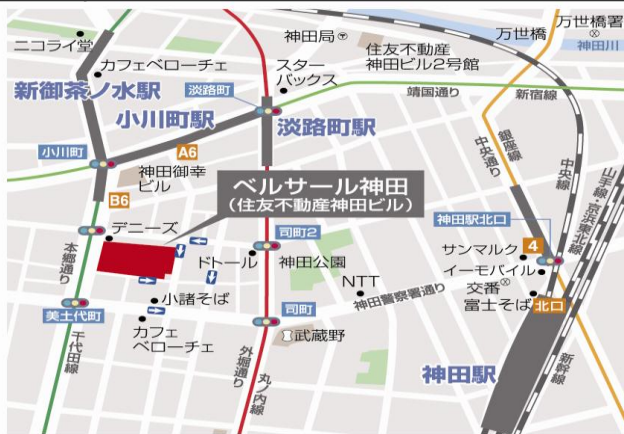 ニコライ堂
カフェベローチェ
神田局
スター
バックス
住友不動産
神田ビル2号館
万世橋
万世橋署
神田川
新御茶ノ水駅
淡路町
靖国通り
新宿線
小川町駅
淡路町駅
小川町
A6
B6
神田御幸
ビル
銀座線
中央通り
中央線
山手線・京浜東北線
ベルサール神田
(住友不動産神田ビル)
デニーズ
本郷通り
ドトール
司町2
神田公園
神田駅北口
サンマルク
4
イーモバイル
交番
富士そば
北口
NTT
神田警察署通り
小諸そば
美土代町
カフェ
ベローチェ
司町
武蔵野
千代田線
外堀通り
丸ノ内線
神田駅
新幹線